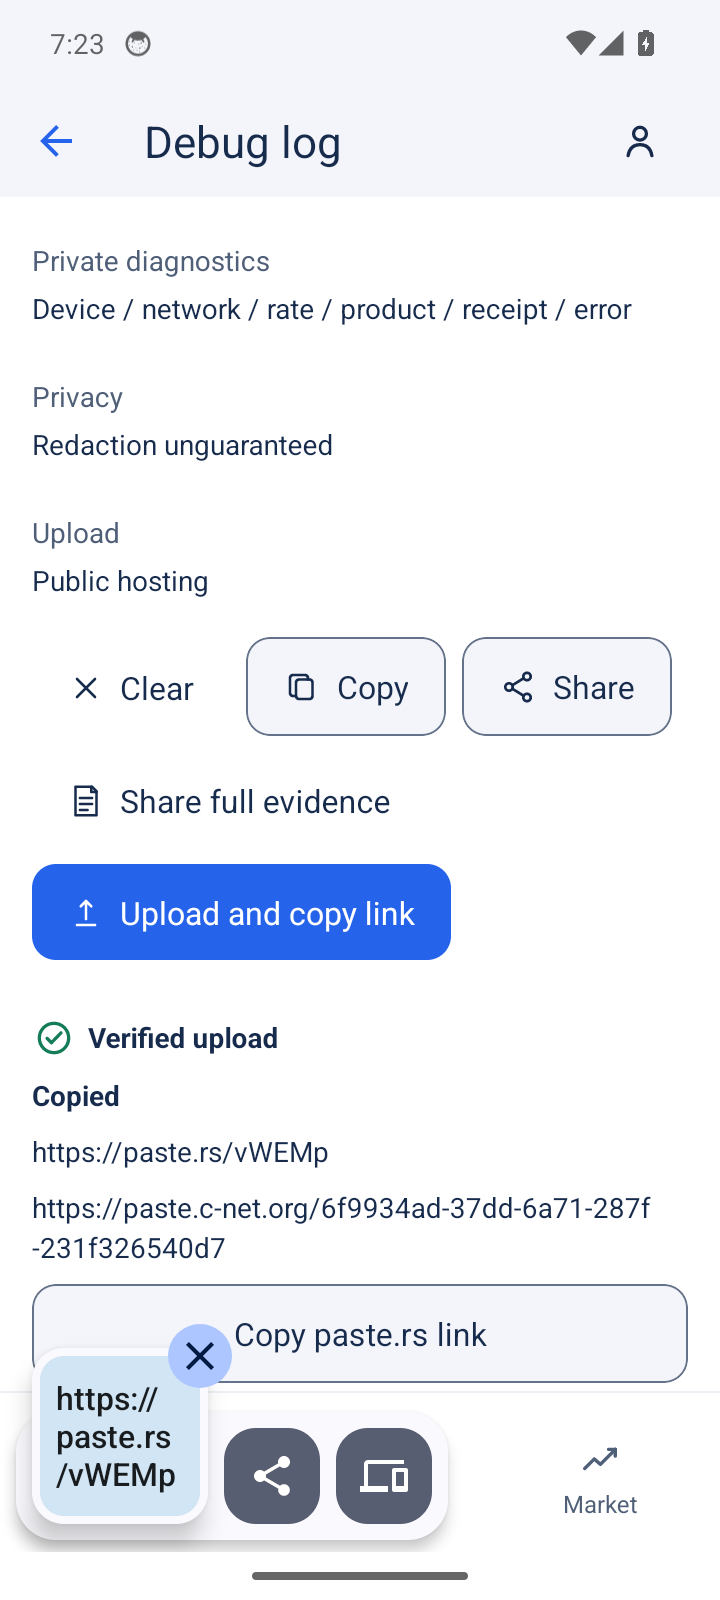 7:23
Debug log
Private diagnostics
Device / network / rate / product / receipt / error
Privacy
Redaction unguaranteed
Upload
Public hosting
Clear
Copy
Share
Share full evidence
Upload and copy link
Verified upload
Copied
https://paste.rs/vWEMp
https://paste.c-net.org/6f9934ad-37dd-6a71-287f
-231f326540d7
Copy paste.rs link
https://
paste.rs
/vWEMp
Market